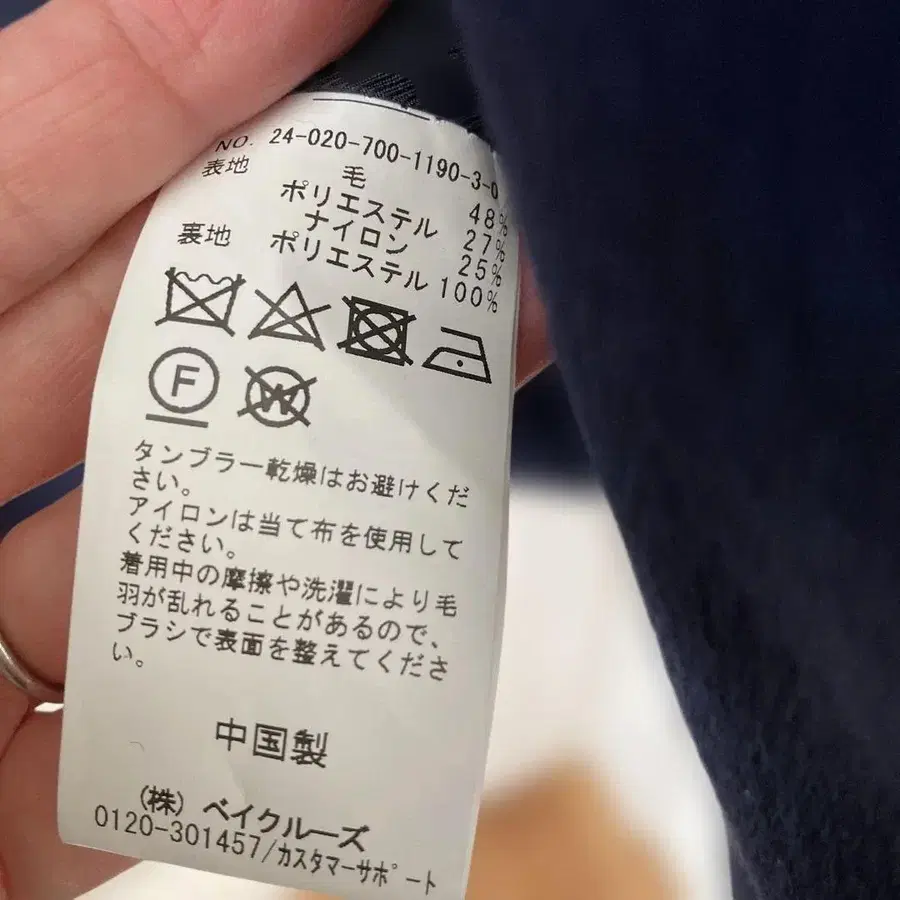 NO. 24-020-700-1190-3-0
表地 毛 48%
ポリエステル 27%
ナイロン 25%
裏地 ポリエステル 100%
F
W
タンブラー乾燥はお避けくだ
さい。
アイロンは当て布を使用して
ください。
着用中の摩擦や洗濯により毛
羽が乱れることがあるので、
ブラシで表面を整えてくださ
い。
中国製
(株) ベイクルーズ
0120-301457/カスタマーサポート